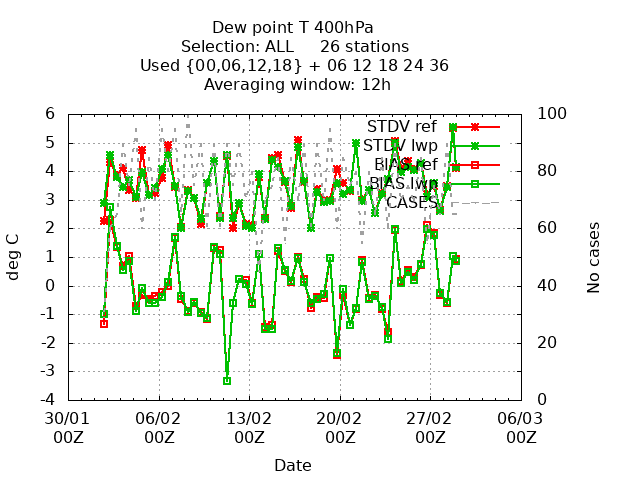 Dew point T 400hPa
Selection: ALL 26 stations
Used {00,06,12,18} + 06 12 18 24 36
Averaging window: 12h
6
5
4
3
2
1
0
-1
-2
-3
-4
deg C
100
80
60
40
20
0
No cases
STDV ref
STDV lwp
BIAS ref
BIAS lwp
CASES
30/01 06/02 13/02 20/02 27/02 06/03
00Z 00Z 00Z 00Z 00Z 00Z
Date